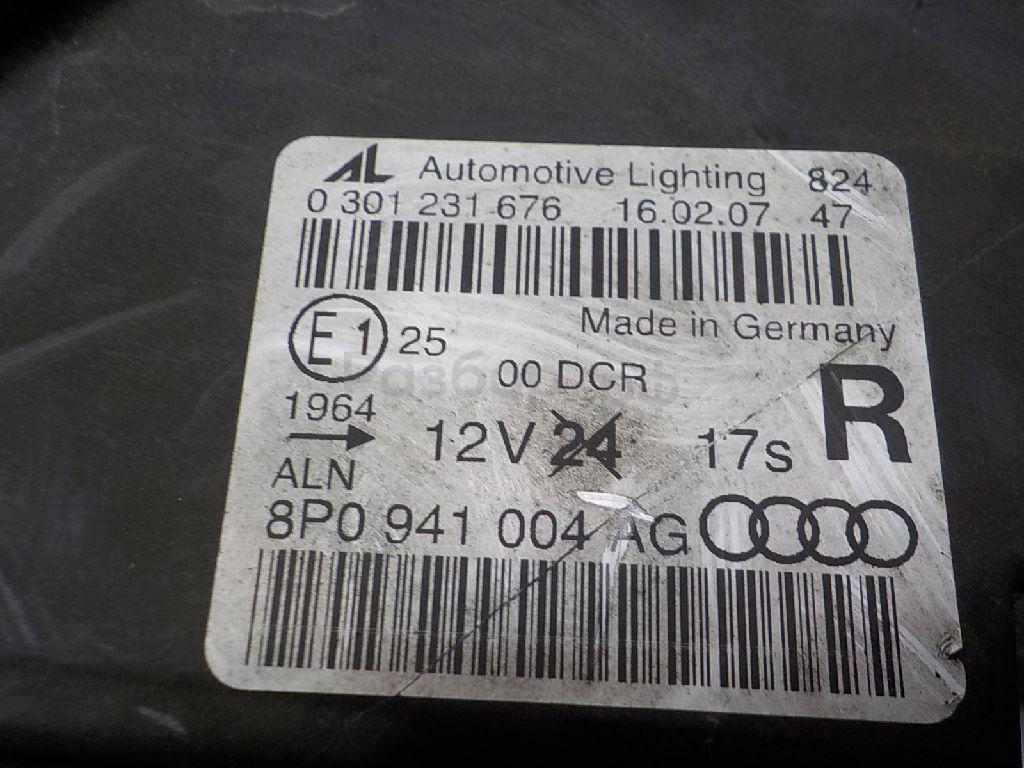 AL Automotive Lighting 824
0 301 231 676 16.02.07 47
Made in Germany
E1 25
00 DCR
1964
12V 24 17s R
ALN
8P0 941 004 AG